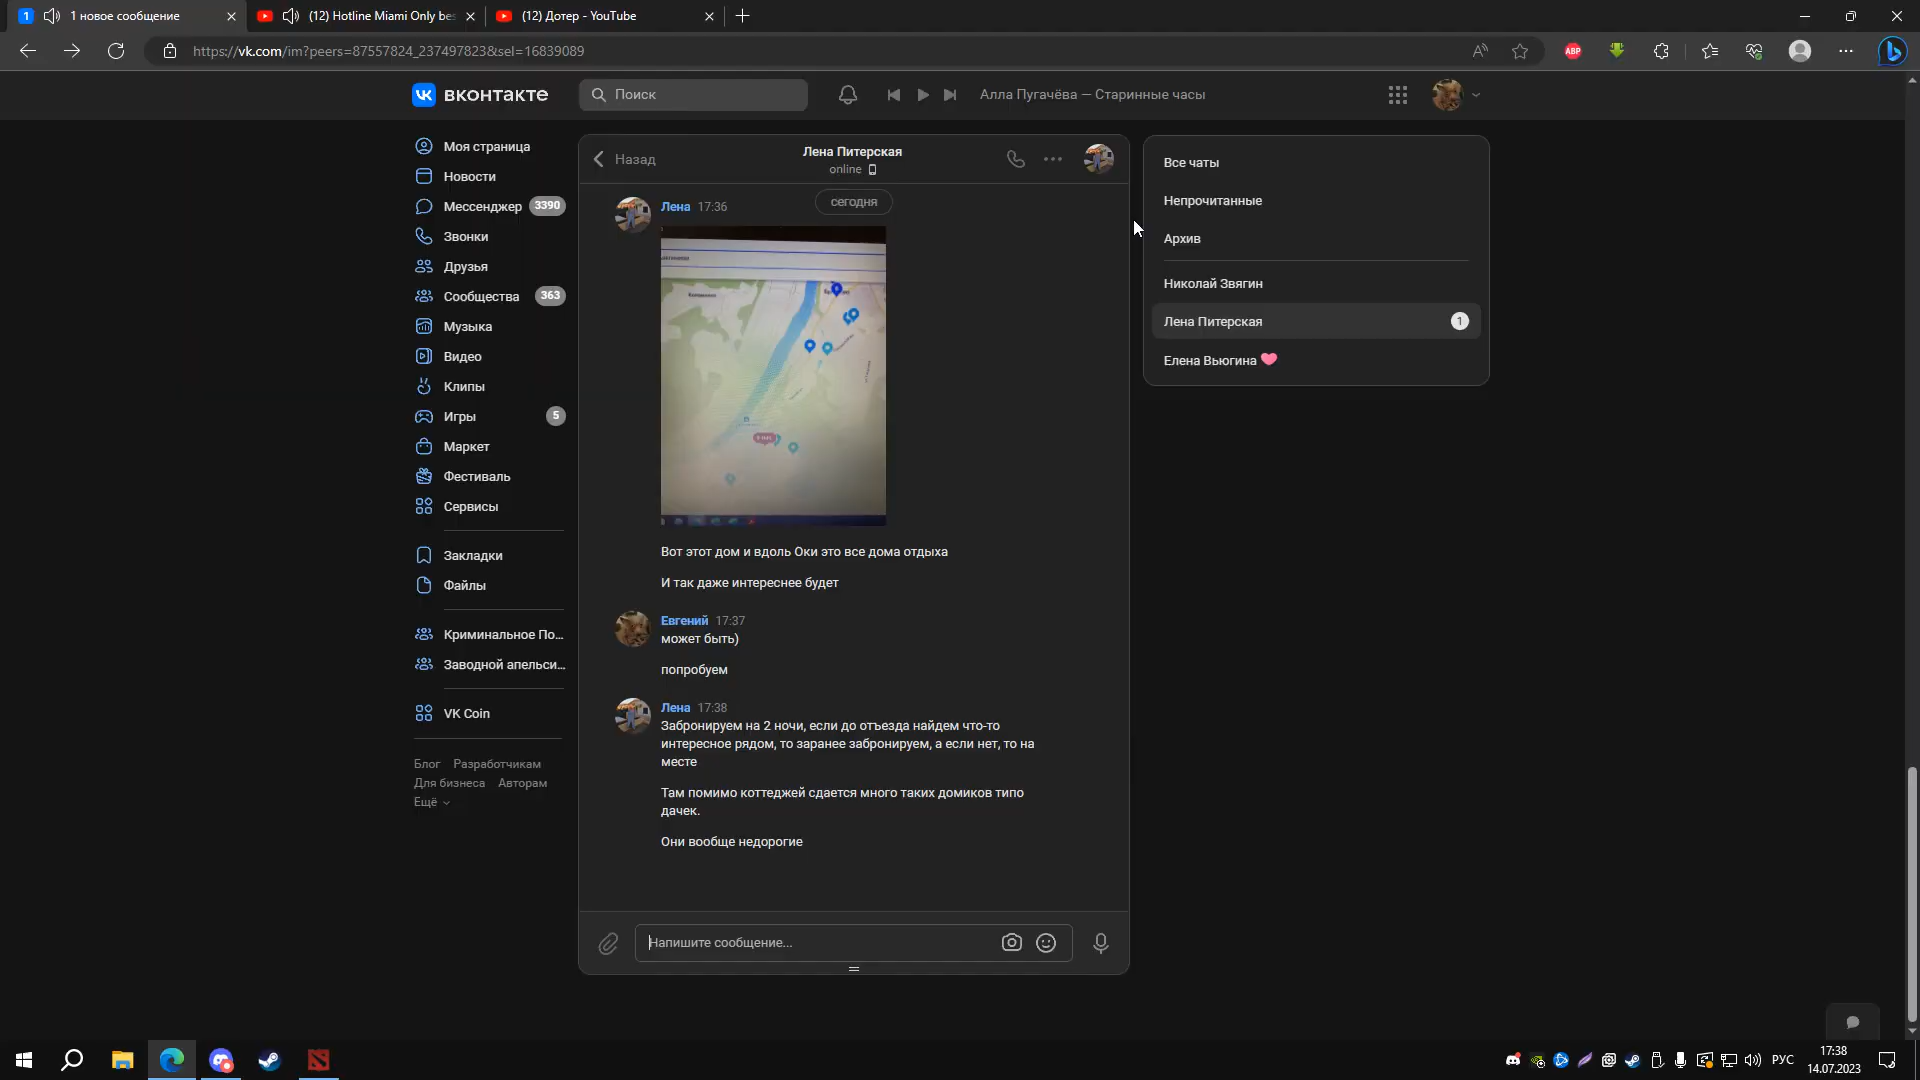 1
1 новое сообщение
(12) Hotline Miami Only be
(12) Дотер - YouTube
https://vk.com/im?peers=87557824_237497823&sel=16839089
ABP
вконтакте
Поиск
Алла Пугачёва — Старинные часы
Моя страница
Новости
Мессенджер 3390
Звонки
Друзья
Сообщества 363
Музыка
Видео
Клипы
Игры 5
Маркет
Фестиваль
Сервисы
Закладки
Файлы
Криминальное По...
Заводной апельси...
VK Coin
Блог Разработчикам
Для бизнеса Авторам
Ещё
Назад
Лена Питерская
online
сегодня
Лена 17:36
Вот этот дом и вдоль Оки это все дома отдыха
И так даже интереснее будет
Евгений 17:37
может быть)
попробуем
Лена 17:38
Забронируем на 2 ночи, если до отъезда найдем что-то
интересное рядом, то заранее забронируем, а если нет, то на
месте
Там помимо коттеджей сдается много таких домиков типо
дачек.
Они вообще недорогие
Напишите сообщение...
Все чаты
Непрочитанные
Архив
Николай Звягин
Лена Питерская 1
Елена Вьюгина
РУС
17:38
14.07.2023